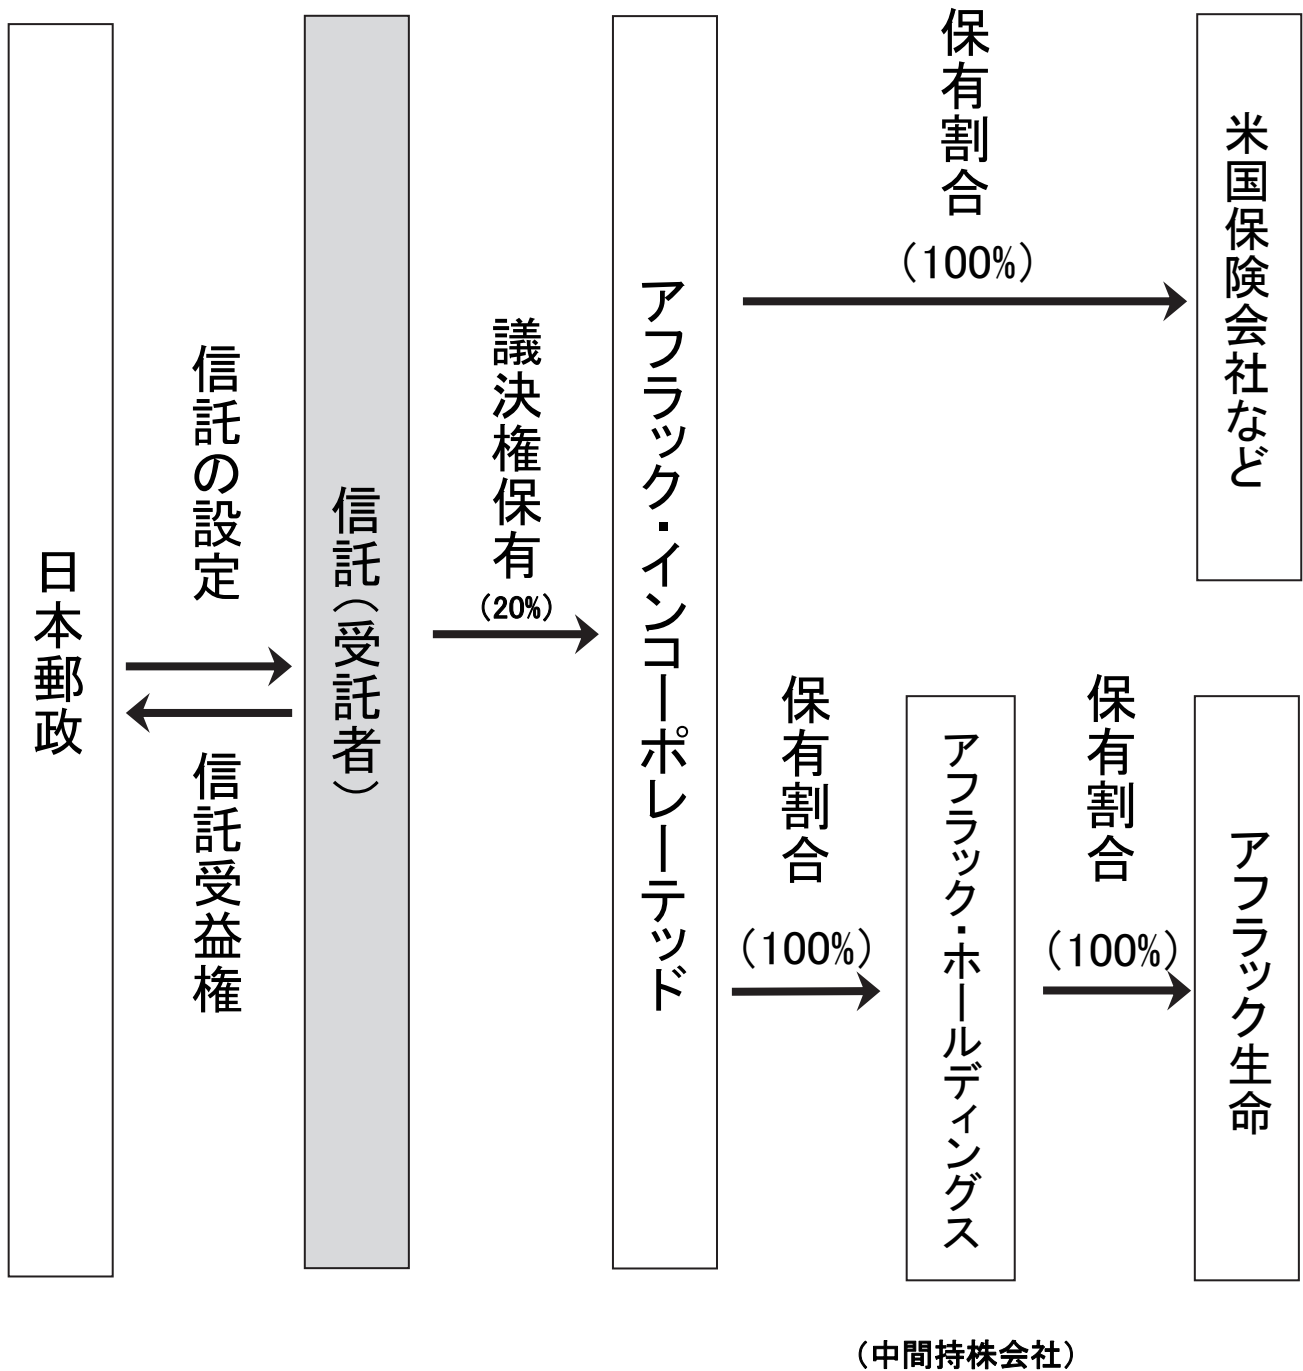 日本郵政
信託の設定
信託受益権
信託（受託者）
議決権保有
（20%）
アフラック・インコーポレーテッド
保有割合
（100%）
米国保険会社など
保有割合
（100%）
アフラック・ホールディングス
（中間持株会社）
保有割合
（100%）
アフラック生命